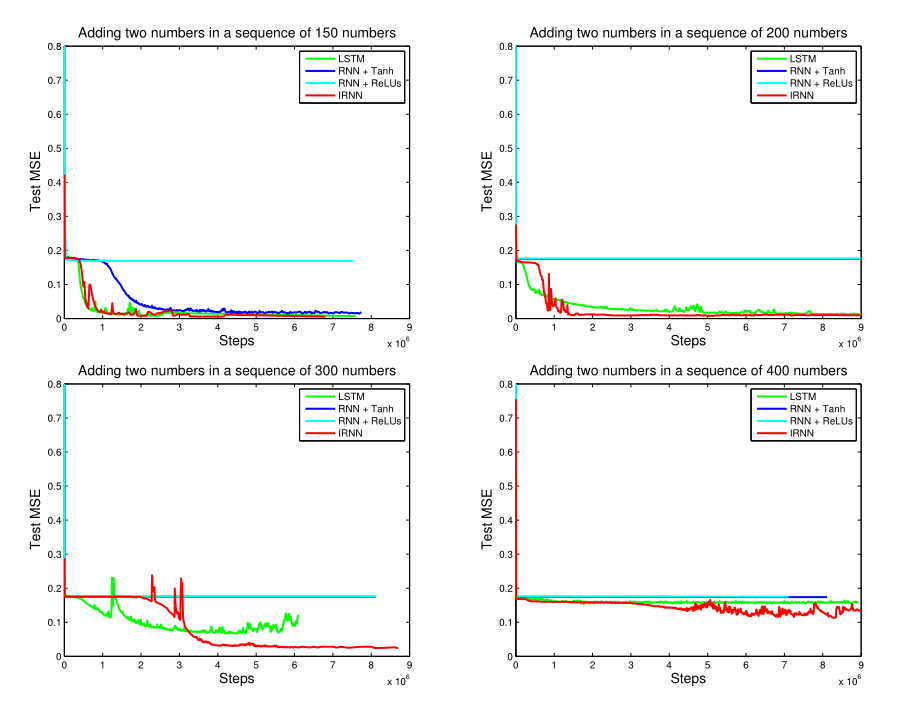 Adding two numbers in a sequence of 150 numbers
0.8
0.7
0.6
0.5
0.4
0.3
0.2
0.1
0
Test MSE
LSTM
RNN + Tanh
RNN + ReLUs
IRNN
0 1 2 3 4 5 6 7 8 9
Steps
x 10^6
Adding two numbers in a sequence of 200 numbers
0.8
0.7
0.6
0.5
0.4
0.3
0.2
0.1
0
Test MSE
LSTM
RNN + Tanh
RNN + ReLUs
IRNN
0 1 2 3 4 5 6 7 8 9
Steps
x 10^6
Adding two numbers in a sequence of 300 numbers
0.8
0.7
0.6
0.5
0.4
0.3
0.2
0.1
0
Test MSE
LSTM
RNN + Tanh
RNN + ReLUs
IRNN
0 1 2 3 4 5 6 7 8 9
Steps
x 10^6
Adding two numbers in a sequence of 400 numbers
0.8
0.7
0.6
0.5
0.4
0.3
0.2
0.1
0
Test MSE
LSTM
RNN + Tanh
RNN + ReLUs
IRNN
0 1 2 3 4 5 6 7 8 9
Steps
x 10^6